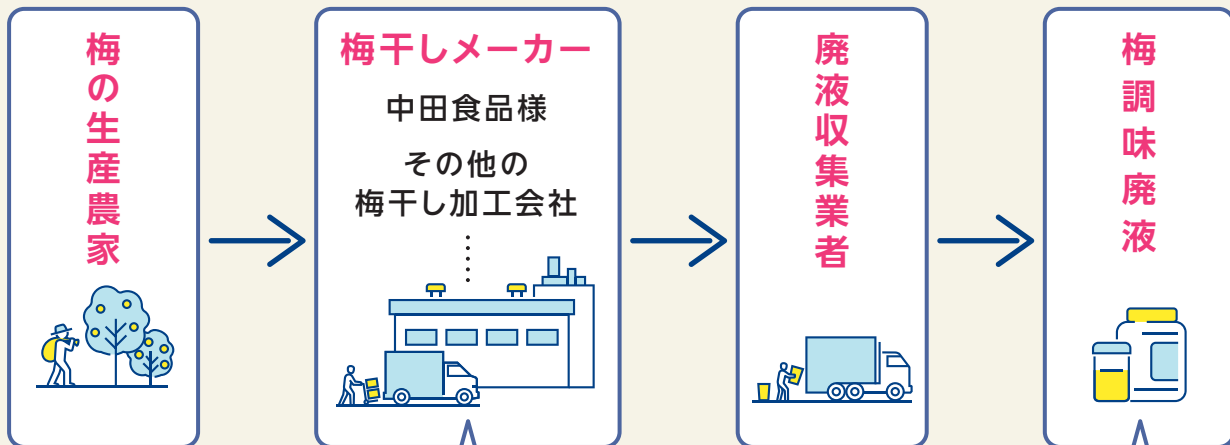 梅の生産農家
梅干しメーカー
中田食品様
その他の
梅干し加工会社
廃液収集業者
梅調味廃液